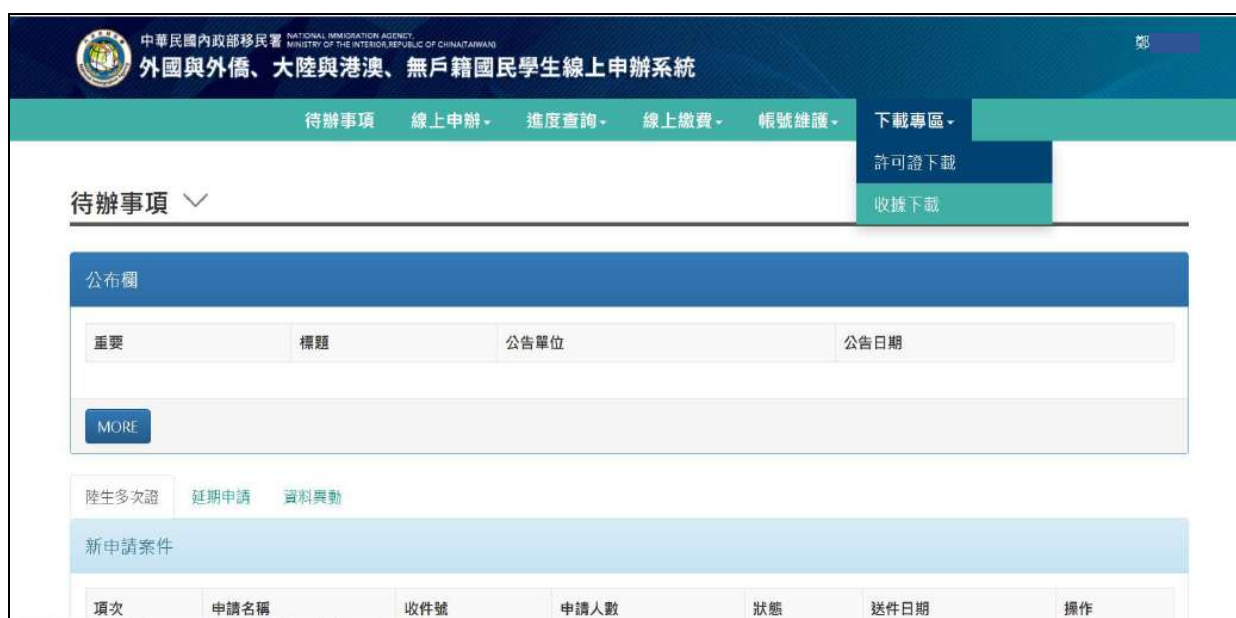 中華民國內政部移民署 NATIONAL IMMIGRATION AGENCY,
MINISTRY OF THE INTERIOR,REPUBLIC OF CHINA(TAIWAN)
外國與外僑、大陸與港澳、無戶籍國民學生線上申辦系統
鄭
待辦事項 線上申辦 進度查詢 線上繳費 帳號維護 下載專區
許可證下載
收據下載
待辦事項
公布欄
重要 標題 公告單位 公告日期
MORE
陸生多次證 延期申請 資料異動
新申請案件
項次 申請名稱 收件號 申請人數 狀態 送件日期 操作